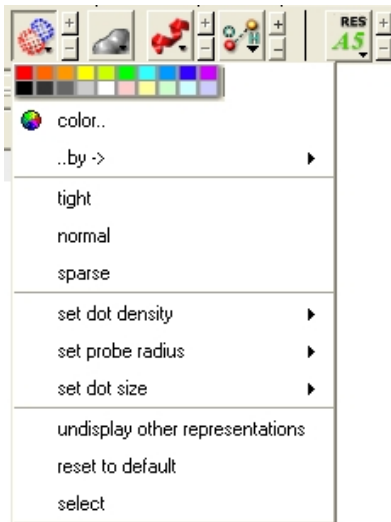 +
-
+
-
H
+
-
RES
A5
+
-
color..
..by ->
tight
normal
sparse
set dot density
set probe radius
set dot size
undisplay other representations
reset to default
select